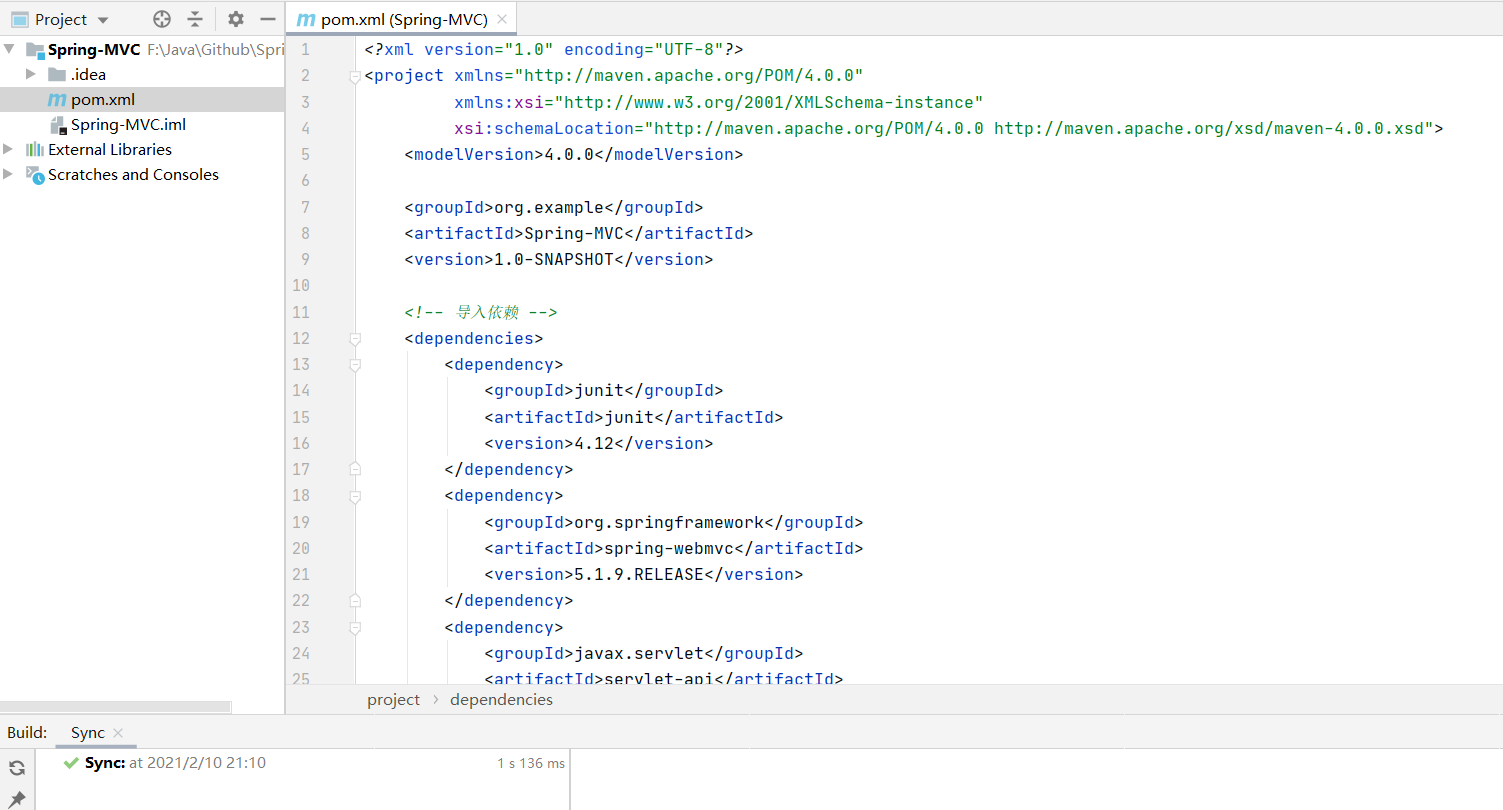 Project
pom.xml (Spring-MVC)
Spring-MVC F:\Java\Github\Spri
.idea
pom.xml
Spring-MVC.iml
External Libraries
Scratches and Consoles
1 <?xml version="1.0" encoding="UTF-8"?>
2 <project xmlns="http://maven.apache.org/POM/4.0.0"
3 xmlns:xsi="http://www.w3.org/2001/XMLSchema-instance"
4 xsi:schemaLocation="http://maven.apache.org/POM/4.0.0 http://maven.apache.org/xsd/maven-4.0.0.xsd">
5 <modelVersion>4.0.0</modelVersion>
6
7 <groupId>org.example</groupId>
8 <artifactId>Spring-MVC</artifactId>
9 <version>1.0-SNAPSHOT</version>
10
11 <!-- 导入依赖 -->
12 <dependencies>
13 <dependency>
14 <groupId>junit</groupId>
15 <artifactId>junit</artifactId>
16 <version>4.12</version>
17 </dependency>
18 <dependency>
19 <groupId>org.springframework</groupId>
20 <artifactId>spring-webmvc</artifactId>
21 <version>5.1.9.RELEASE</version>
22 </dependency>
23 <dependency>
24 <groupId>javax.servlet</groupId>
25 <artifactId>servlet-api</artifactId>
project > dependencies
Build: Sync
Sync: at 2021/2/10 21:10 1 s 136 ms